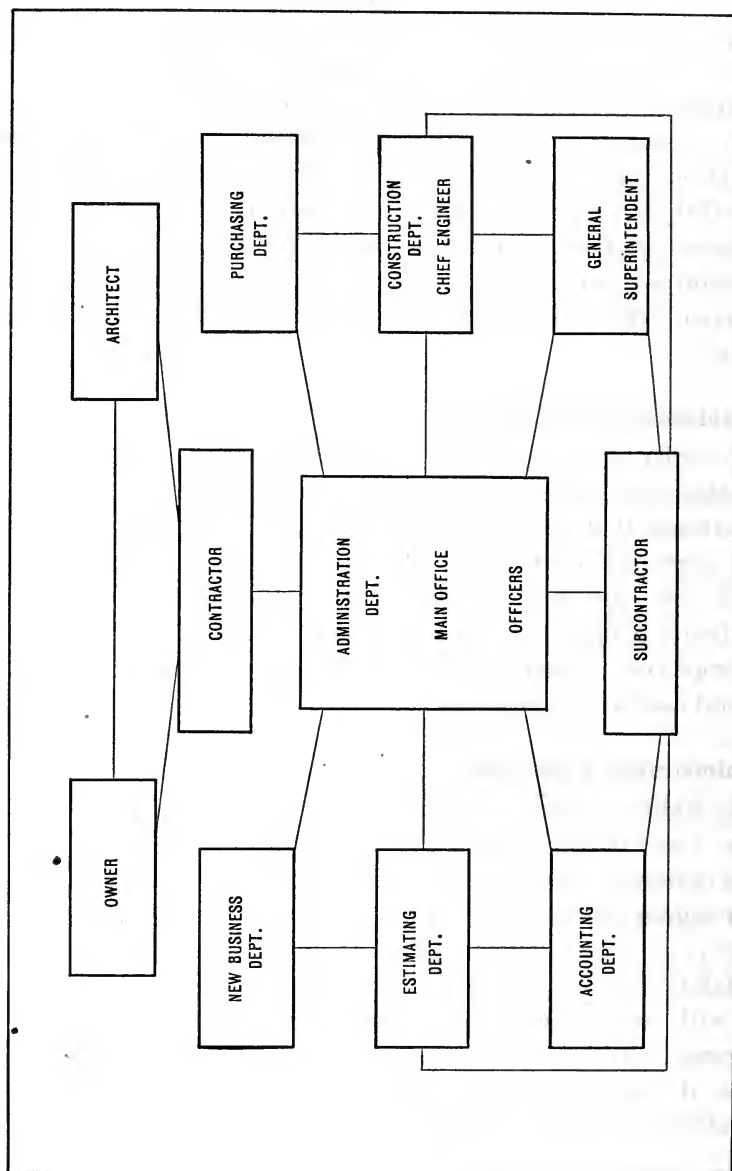 OWNER
ARCHITECT
CONTRACTOR
NEW BUSINESS
DEPT.
PURCHASING
DEPT.
ADMINISTRATION
DEPT.
MAIN OFFICE
OFFICERS
ESTIMATING
DEPT.
CONSTRUCTION
DEPT.
CHIEF ENGINEER
ACCOUNTING
DEPT.
GENERAL
SUPERINTENDENT
SUBCONTRACTOR